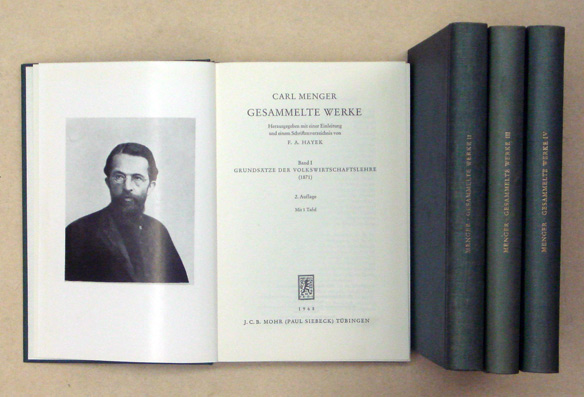 CARL MENGER
GESAMMELTE WERKE
Herausgegeben mit einer Einleitung
und einem Schriftenverzeichnis von
F. A. HAYEK
Band I
GRUNDSÄTZE DER VOLKSWIRTSCHAFTSLEHRE
(1871)
2. Auflage
Mit 1 Tafel
1968
J. C. B. MOHR (PAUL SIEBECK) TÜBINGEN
MENGER · GESAMMELTE WERKE II
MENGER · GESAMMELTE WERKE III
MENGER · GESAMMELTE WERKE IV